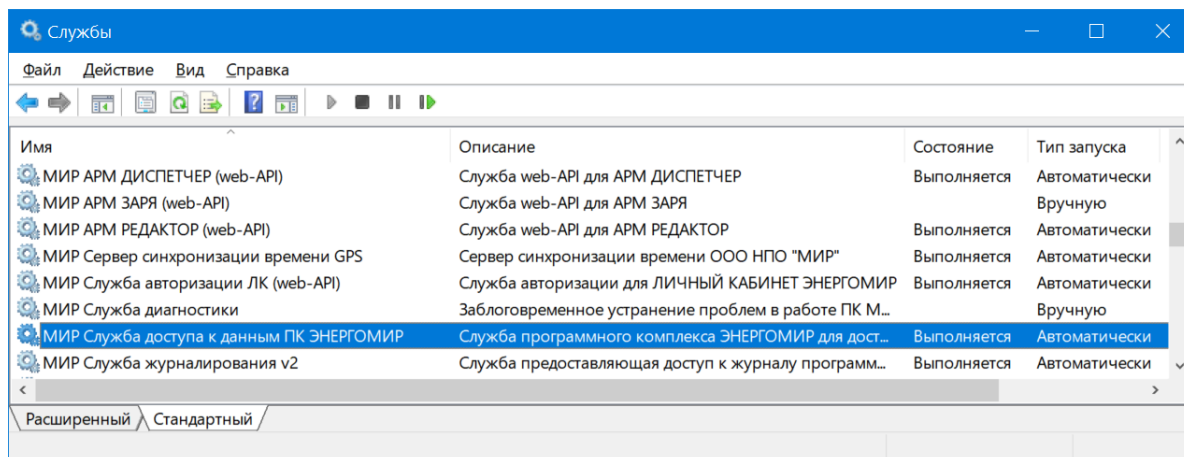 Службы
Файл Действие Вид Справка
Имя Описание Состояние Тип запуска
МИР АРМ ДИСПЕТЧЕР (web-API) Служба web-API для АРМ ДИСПЕТЧЕР Выполняется Автоматически
МИР АРМ ЗАРЯ (web-API) Служба web-API для АРМ ЗАРЯ Вручную
МИР АРМ РЕДАКТОР (web-API) Служба web-API для АРМ РЕДАКТОР Выполняется Автоматически
МИР Сервер синхронизации времени GPS Сервер синхронизации времени ООО НПО "МИР" Выполняется Автоматически
МИР Служба авторизации ЛК (web-API) Служба авторизации для ЛИЧНЫЙ КАБИНЕТ ЭНЕРГОМИР Выполняется Автоматически
МИР Служба диагностики Заблоговременное устранение проблем в работе ПК М... Вручную
МИР Служба доступа к данным ПК ЭНЕРГОМИР Служба программного комплекса ЭНЕРГОМИР для дост... Выполняется Автоматически
МИР Служба журналирования v2 Служба предоставляющая доступ к журналу программ... Выполняется Автоматически
Расширенный Стандартный